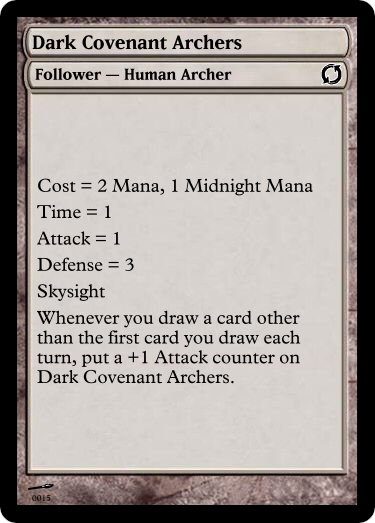 Dark Covenant Archers
Follower — Human Archer
Cost = 2 Mana, 1 Midnight Mana
Time = 1
Attack = 1
Defense = 3
Skysight
Whenever you draw a card other
than the first card you draw each
turn, put a +1 Attack counter on
Dark Covenant Archers.
0015